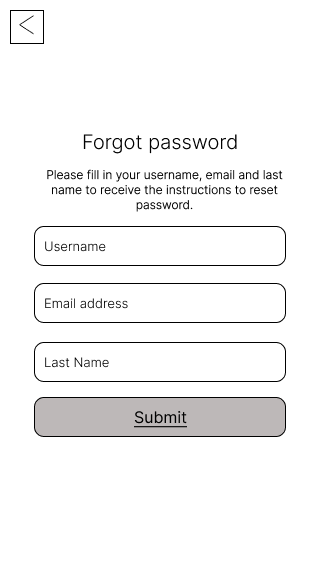 Forgot password
Please fill in your username, email and last
name to receive the instructions to reset
password.
Username
Email address
Last Name
Submit